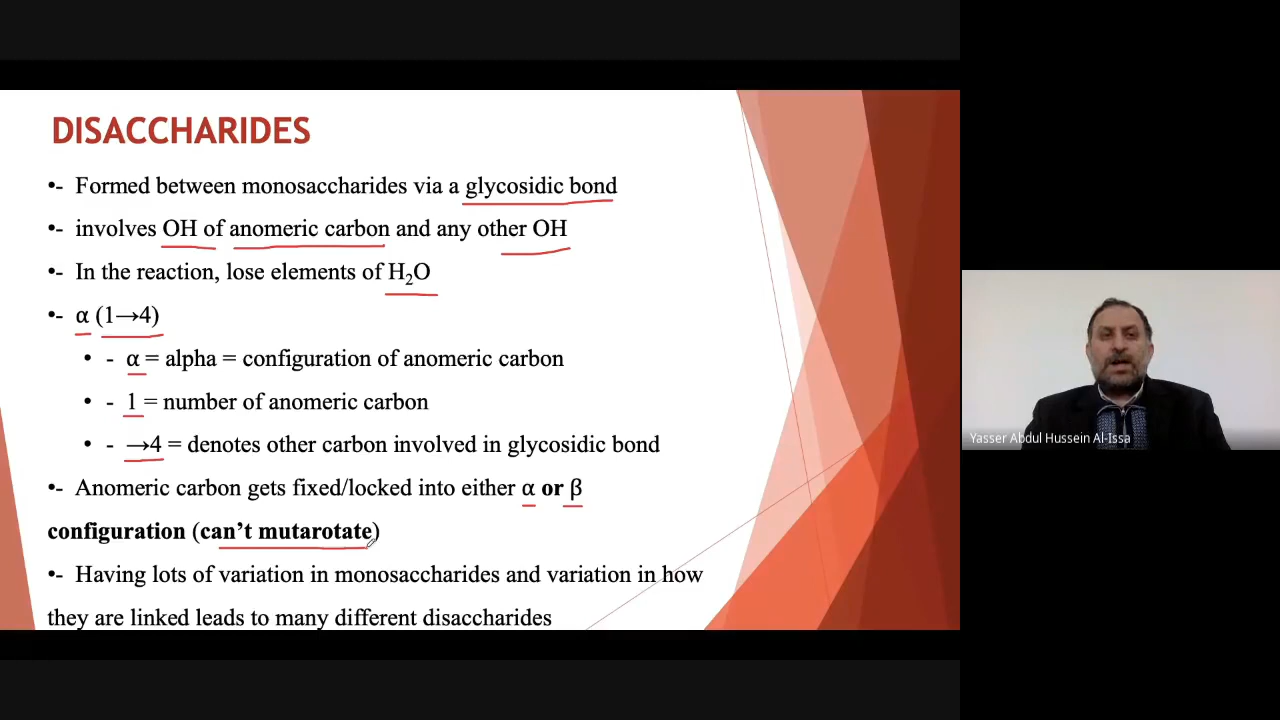 DISACCHARIDES
•- Formed between monosaccharides via a glycosidic bond
•- involves OH of anomeric carbon and any other OH
•- In the reaction, lose elements of H₂O
•- α (1→4)
• - α = alpha = configuration of anomeric carbon
• - 1 = number of anomeric carbon
• - →4 = denotes other carbon involved in glycosidic bond
•- Anomeric carbon gets fixed/locked into either α or β
configuration (can’t mutarotate)
•- Having lots of variation in monosaccharides and variation in how
they are linked leads to many different disaccharides
Yasser Abdul Hussein Al-Issa